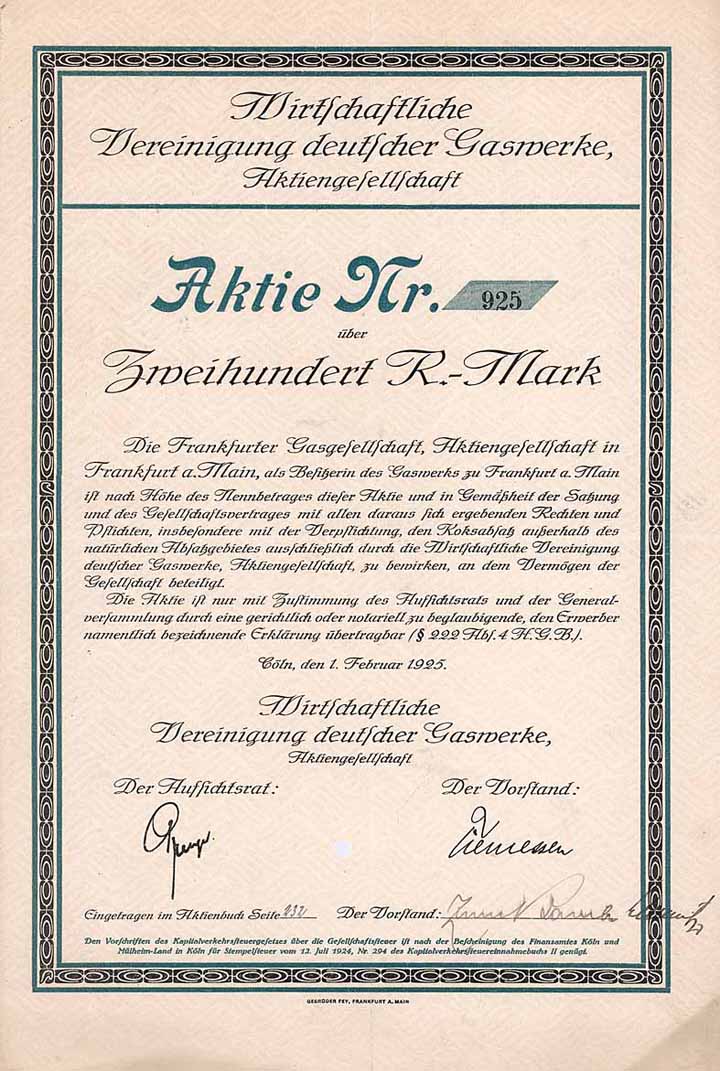 Wirtſchaftliche
Vereinigung deutſcher Gaswerke,
Aktiengeſellſchaft
Aktie Nr. 925
über
Zweihundert R.-Mark
Die Frankfurter Gasgeſellſchaft, Aktiengeſellſchaft in
Frankfurt a. Main, als Beſitzerin des Gaswerks zu Frankfurt a. Main
iſt nach Höhe des Nennbetrages dieſer Aktie und in Gemäßheit der Satzung
und des Geſellſchaftsvertrages mit allen daraus ſich ergebenden Rechten und
Pflichten, insbeſondere mit der Verpflichtung, den Koksabſatz außerhalb des
natürlichen Abſatzgebietes ausſchließlich durch die Wirtſchaftliche Vereinigung
deutſcher Gaswerke, Aktiengeſellſchaft, zu bewirken, an dem Vermögen der
Geſellſchaft beteiligt.
Die Aktie iſt nur mit Zuſtimmung des Aufſichtsrats und der General-
verſammlung durch eine gerichtlich oder notariell zu beglaubigende, den Erwerber
namentlich bezeichnende Erklärung übertragbar (§ 222 Abſ. 4 H.G.B.).
Cöln, den 1. Februar 1925.
Wirtſchaftliche
Vereinigung deutſcher Gaswerke,
Aktiengeſellſchaft
Der Aufſichtsrat: Der Vorſtand:
Tiemessen
Eingetragen im Aktienbuch Seite 232 Der Vorſtand:
Den Vorſchriften des Kapitalverkehrsſteuergeſetzes über die Geſellſchaftſteuer iſt nach der Beſcheinigung des Finanzamtes Köln und
Mülheim-Land in Köln für Stempelſteuer vom 12. Juli 1924, Nr. 294 des Kapitalverkehrsſteuereinnahmebuchs II genügt.
GEBRÜDER FEY, FRANKFURT A. MAIN